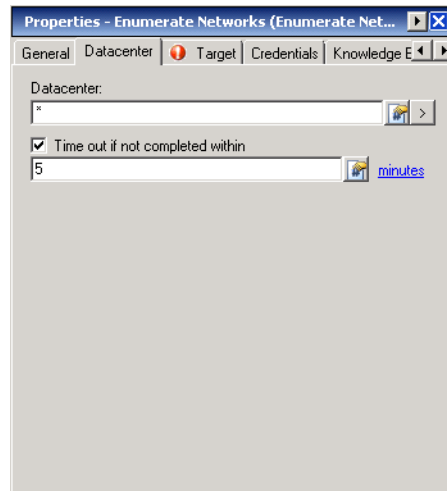 Properties - Enumerate Networks (Enumerate Net...
General Datacenter Target Credentials Knowledge
Datacenter:
*
>
Time out if not completed within
5
minutes